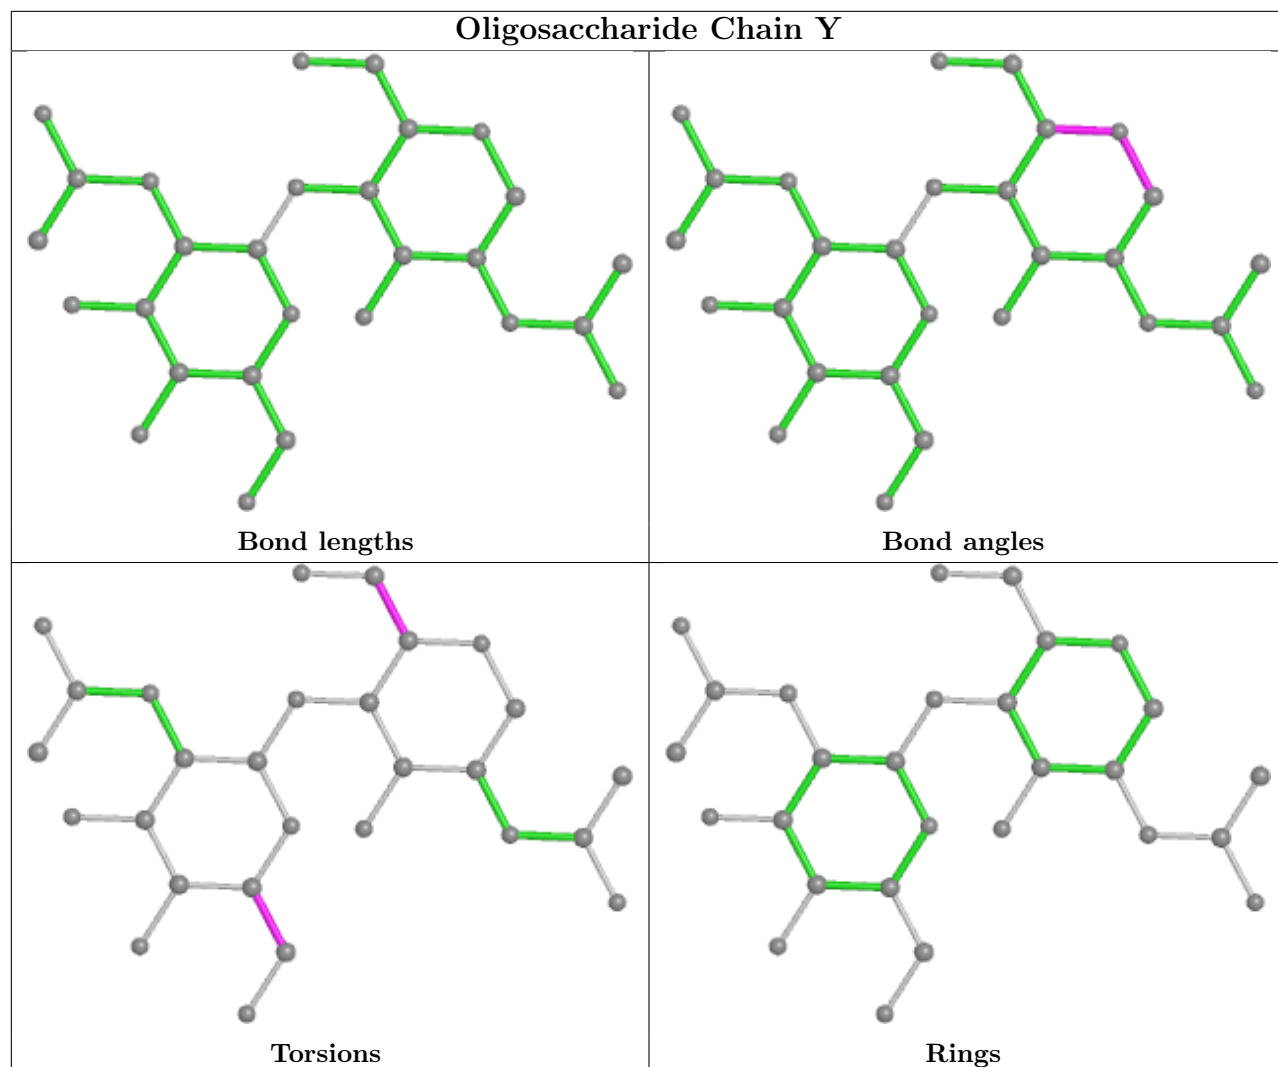 Oligosaccharide Chain Y
Bond lengths
Bond angles
Torsions
Rings